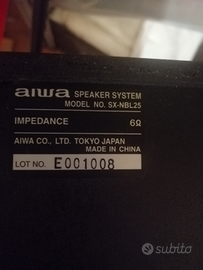 aiwa SPEAKER SYSTEM
MODEL NO. SX-NBL25
IMPEDANCE 6Ω
AIWA CO., LTD. TOKYO JAPAN
MADE IN CHINA
LOT NO. E001008
subito